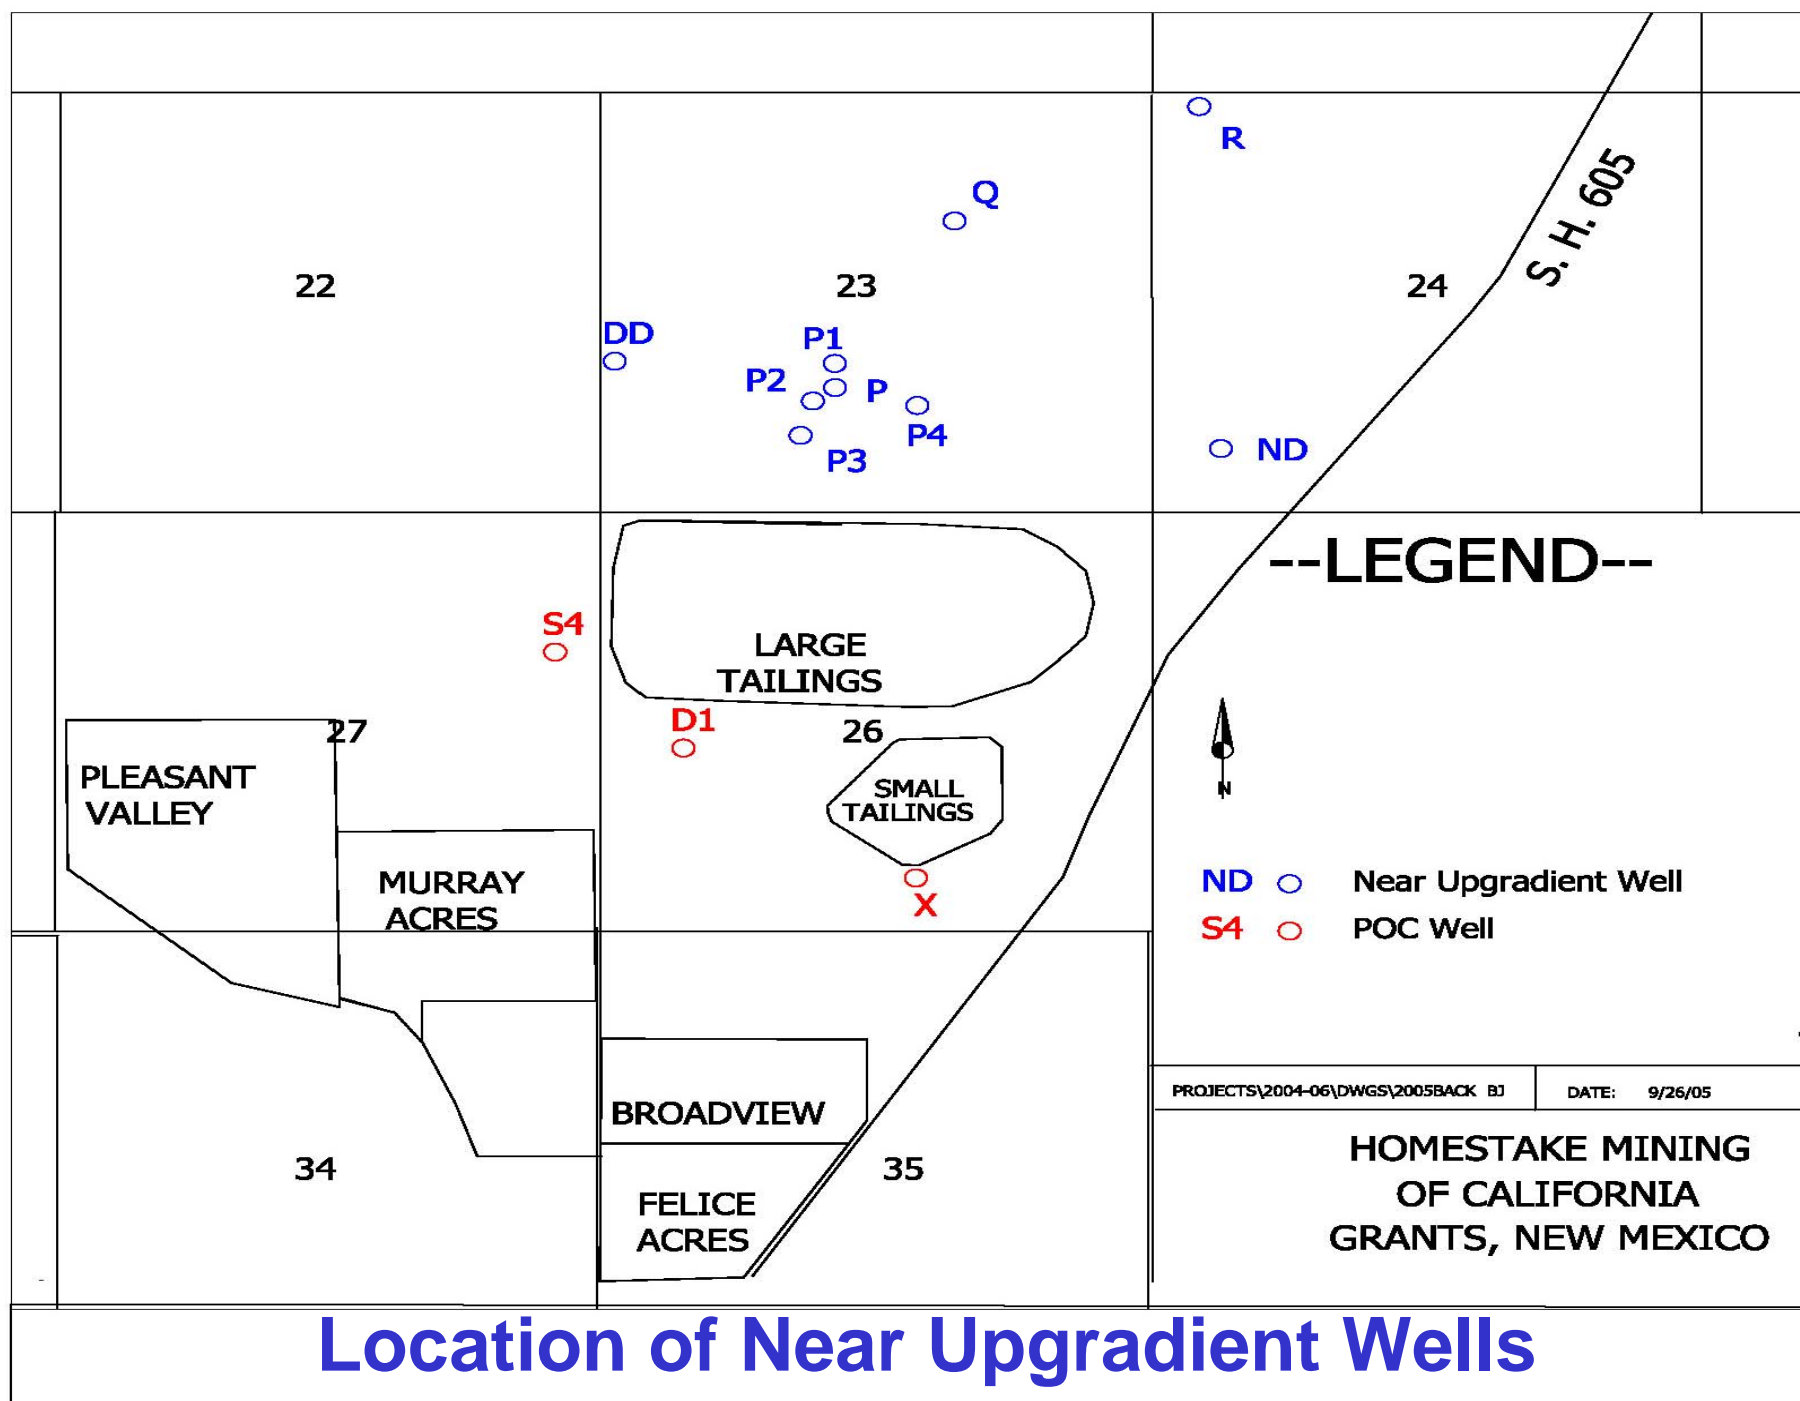 R
Q
S. H. 605
22
23
24
DD
P1
P2
P
P4
P3
ND
--LEGEND--
S4
LARGE
TAILINGS
D1
26
27
PLEASANT
VALLEY
SMALL
TAILINGS
N
MURRAY
ACRES
X
ND Near Upgradient Well
S4 POC Well
PROJECTS\2004-06\DWGS\2005BACK BJ
DATE: 9/26/05
BROADVIEW
34
35
FELICE
ACRES
HOMESTAKE MINING
OF CALIFORNIA
GRANTS, NEW MEXICO
Location of Near Upgradient Wells